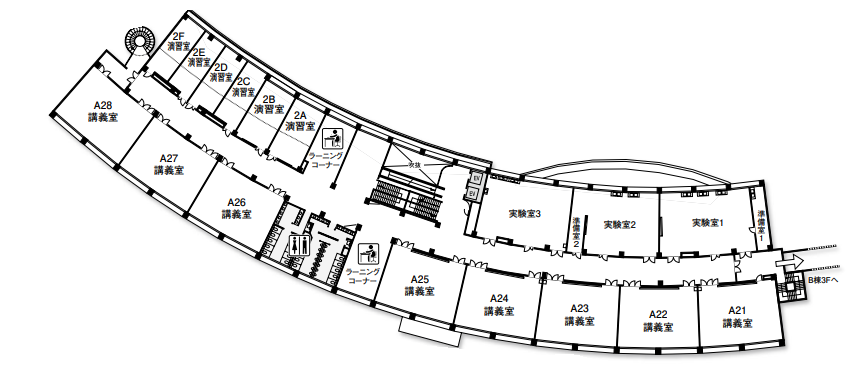 2F
演習室
2E
演習室
2D
演習室
2C
演習室
2B
演習室
2A
演習室
ラーニング
コーナー
吹抜
EV
EV
A28
講義室
A27
講義室
A26
講義室
ラーニング
コーナー
A25
講義室
A24
講義室
A23
講義室
A22
講義室
A21
講義室
実験室3
準備室2
実験室2
実験室1
準備室1
B棟3Fへ